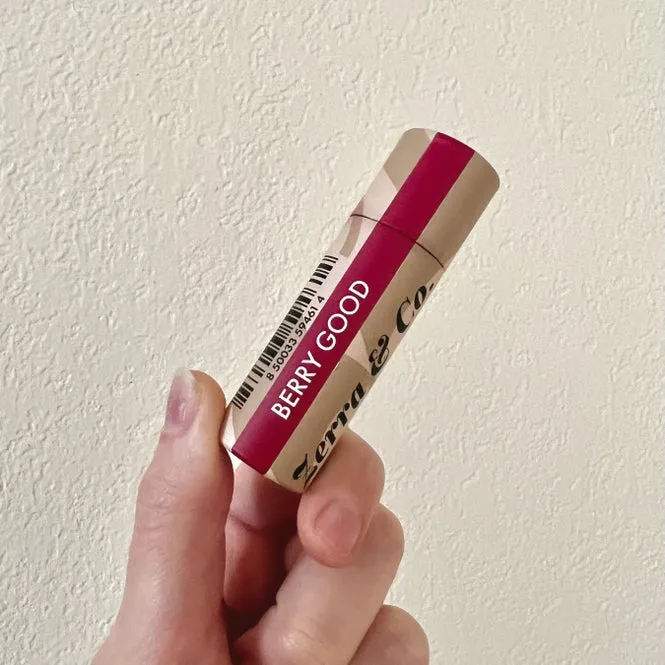 8 50033 59461 4
BERRY GOOD
Zerra & Co.